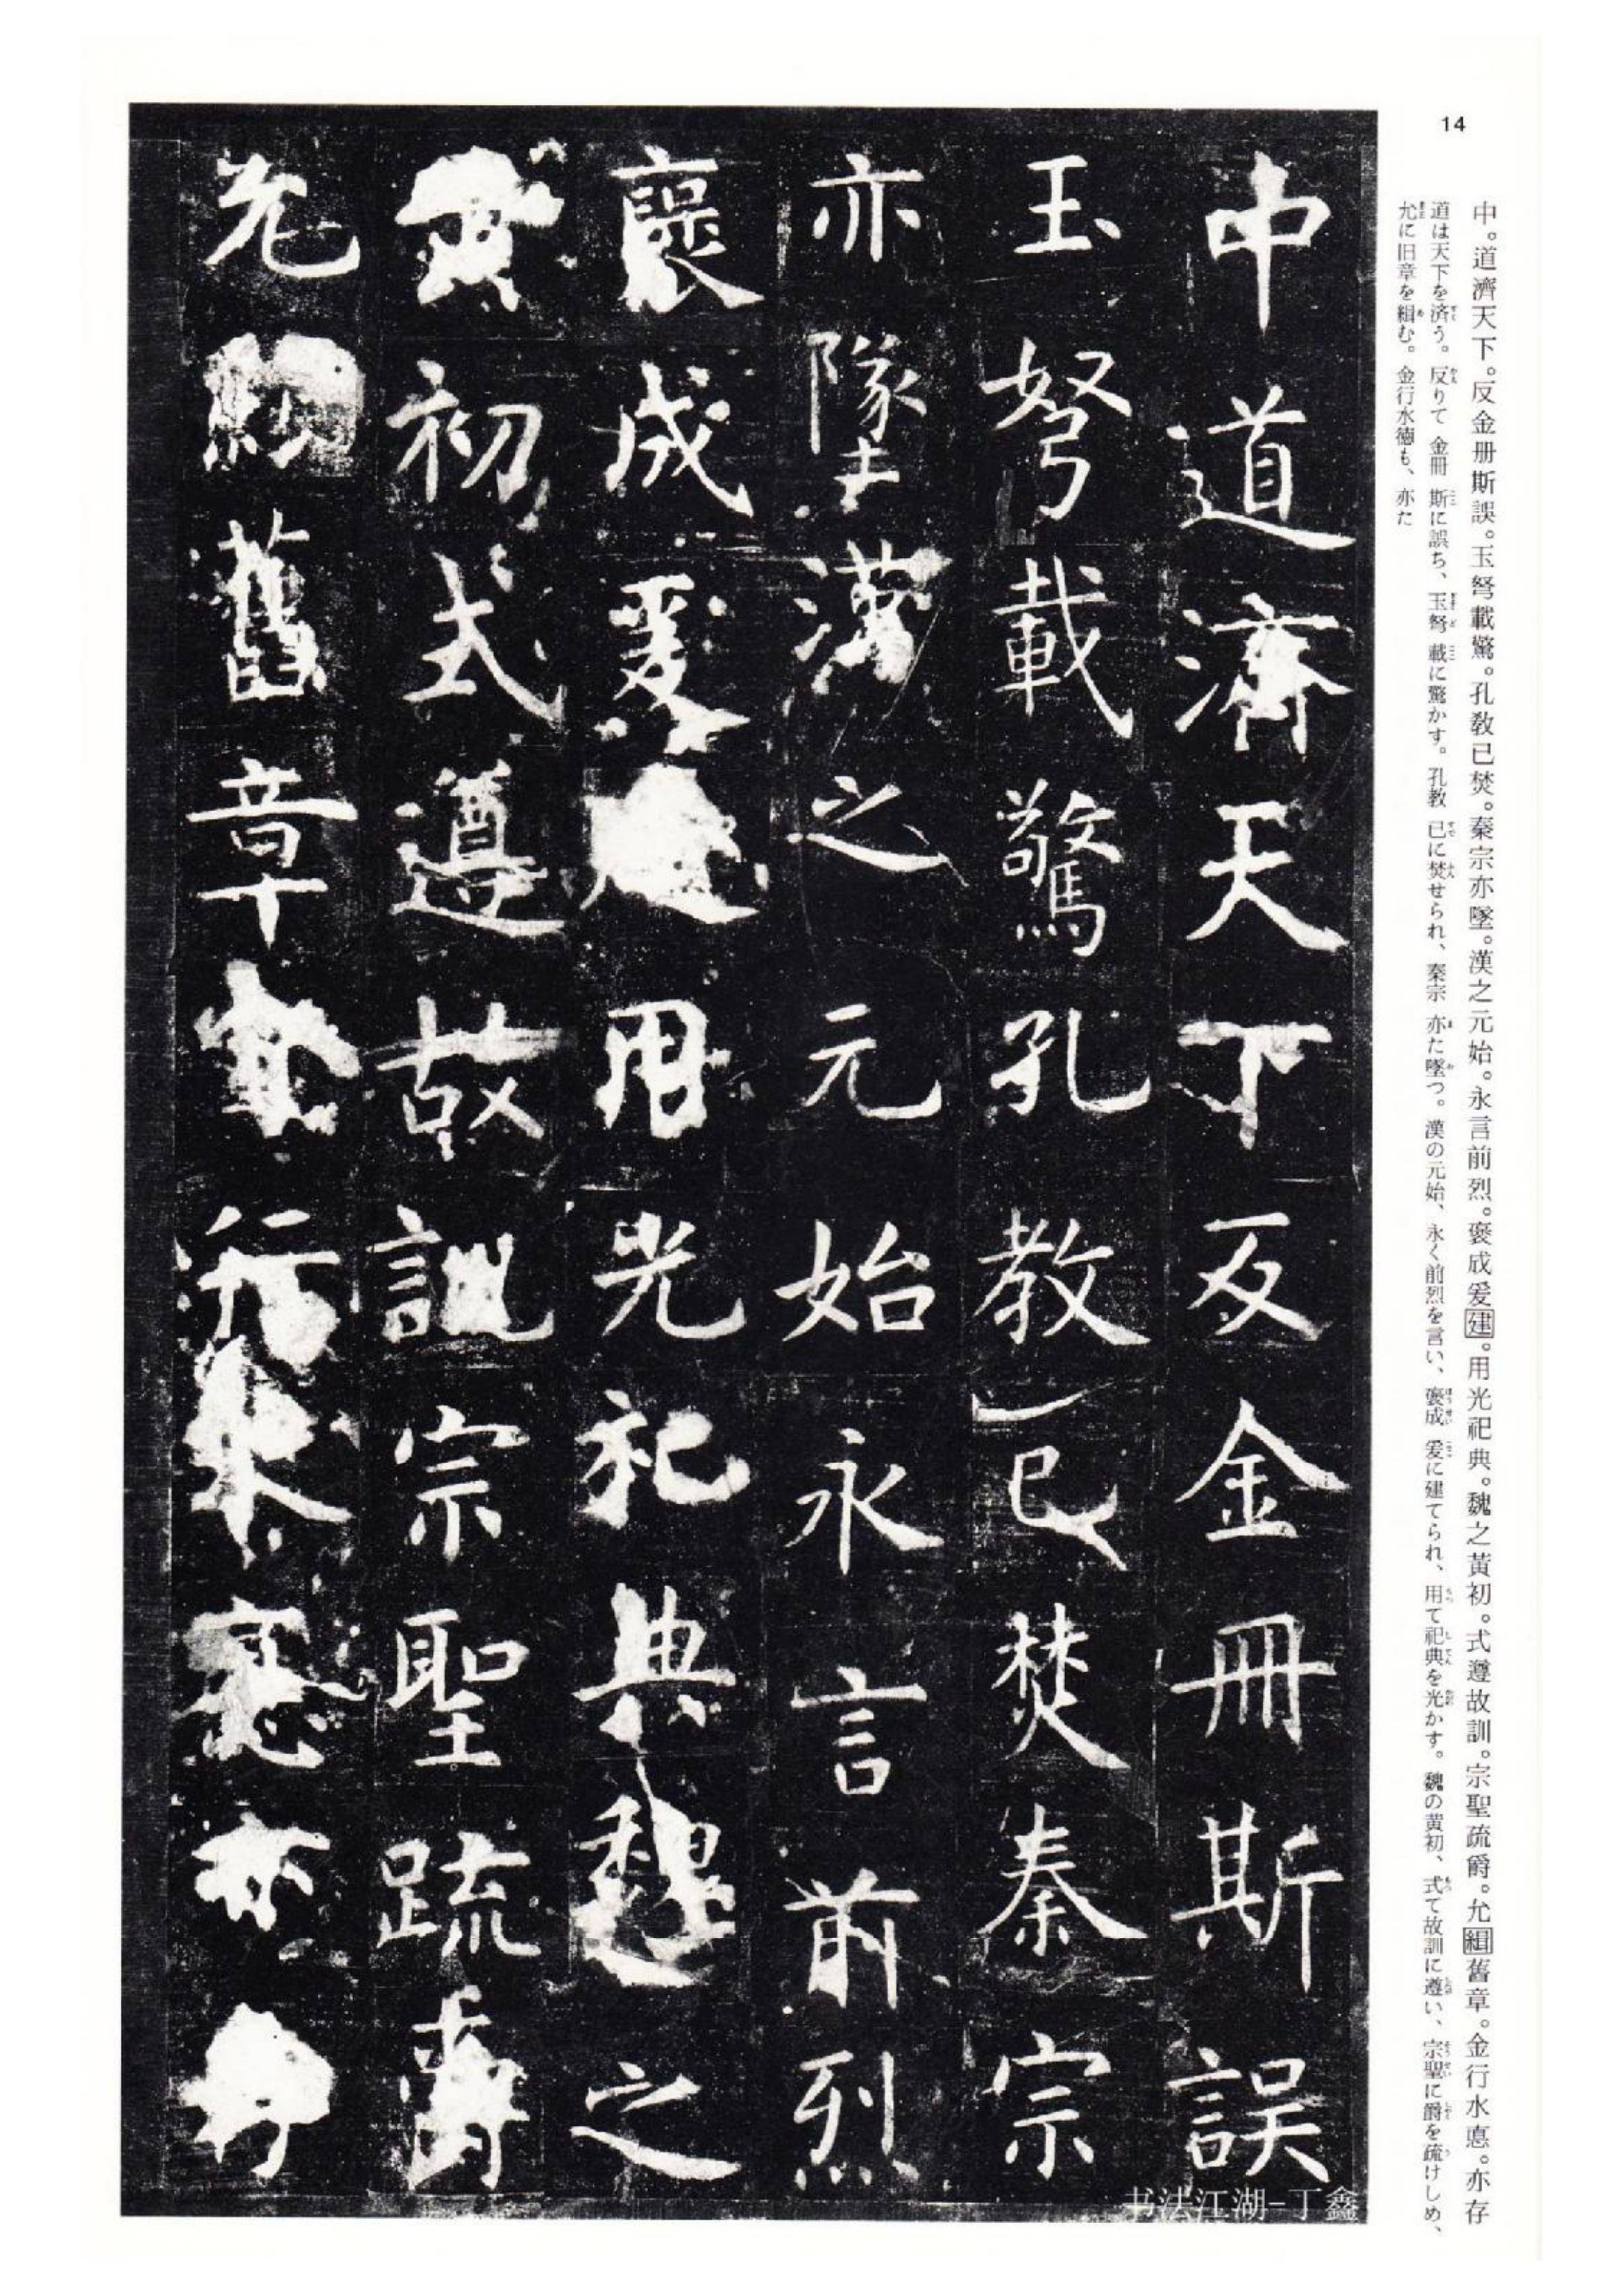 14
中。道濟天下。反金册斯誤。玉弩載驚。孔敎已焚。秦宗亦墜。漢之元始。永言前烈。褒成爰建。用光祀典。魏之黃初。式遵故訓。宗聖疏爵。允緝舊章。金行水悳。亦存
道は天下を済う。反りて 金冊 斯に誤ち、玉弩 載に驚かす。孔教 已に焚せられ、秦宗 亦た墜つ。漢の元始、永く前烈を言い、褒成 爰に建てられ、用て祀典を光かす。魏の黄初、式て故訓に遵い、宗聖に爵を疏けしめ、
允に旧章を緝む。金行水徳も、亦た
中道濟天下反金冊斯誤
玉弩載驚孔教已焚秦宗
亦墜漢之元始永言前烈
褒成爰建用光祀典魏之
黃初式遵故訓宗聖疏爵
允緝舊章金行水悳亦存
书法江湖-丁鑫